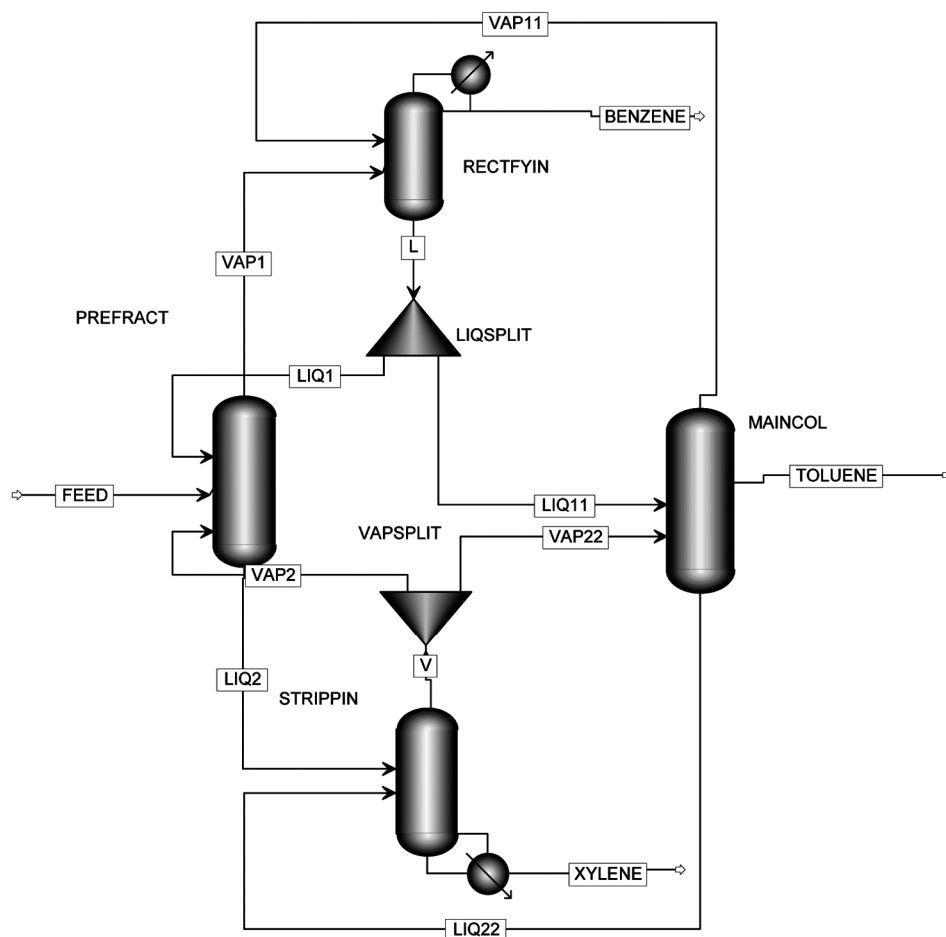 VAP11
BENZENE
RECTFYIN
L
VAP1
PREFRACT
LIQSPLIT
LIQ1
MAINCOL
TOLUENE
FEED
LIQ11
VAPSPLIT
VAP22
VAP2
V
LIQ2
STRIPPIN
XYLENE
LIQ22